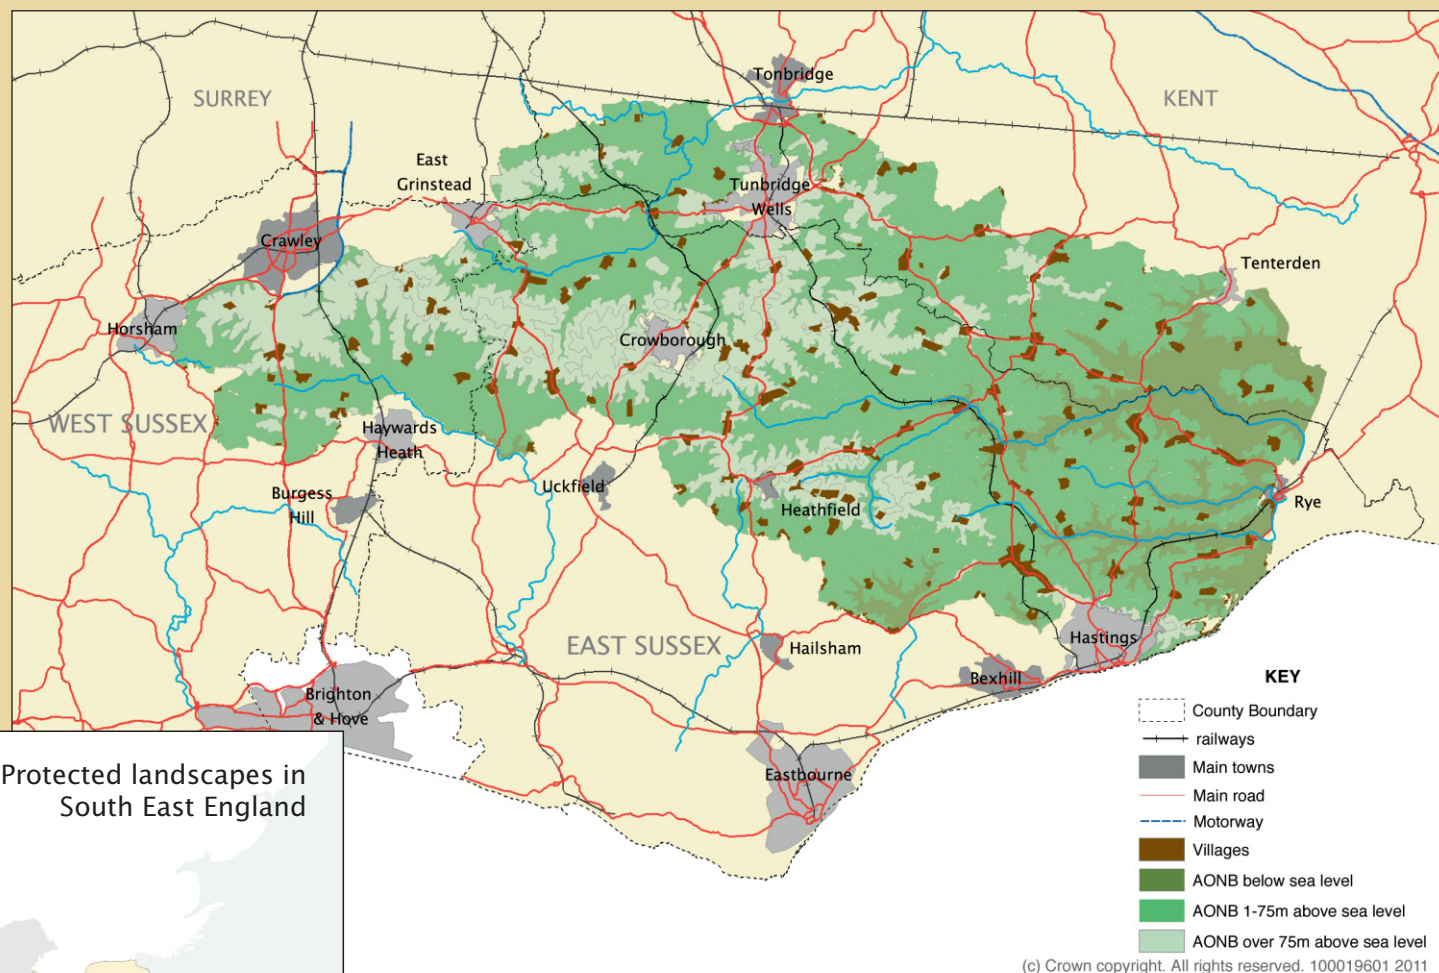 SURREY
KENT
Tonbridge
East
Grinstead
Tunbridge
Wells
Crawley
Tenterden
Horsham
Crowborough
WEST SUSSEX
Haywards
Heath
Burgess
Hill
Uckfield
Heathfield
Rye
EAST SUSSEX
Hailsham
Hastings
Bexhill
Brighton
& Hove
Eastbourne
Protected landscapes in
South East England
KEY
County Boundary
railways
Main towns
Main road
Motorway
Villages
AONB below sea level
AONB 1-75m above sea level
AONB over 75m above sea level
(c) Crown copyright. All rights reserved. 100019601 2011